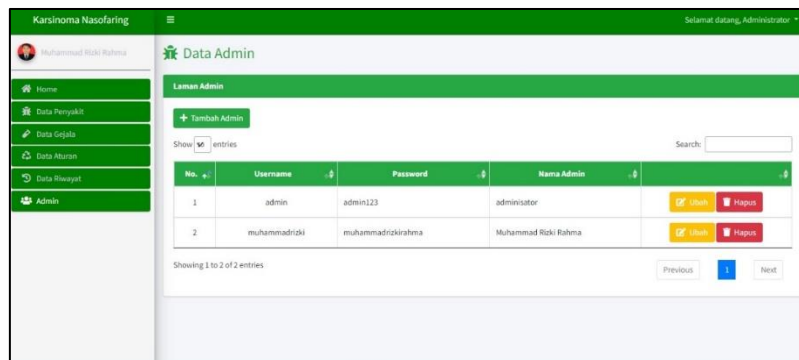 Karsinoma Nasofaring
Selamat datang, Administrator
Muhammad Rizki Rahma
Data Admin
Home
Data Penyakit
Data Gejala
Data Aturan
Data Riwayat
Admin
Laman Admin
+ Tambah Admin
Show 10 entries
Search:
No. Username Password Nama Admin
1 admin admin123 adminisator Ubah Hapus
2 muhammadrizki muhammadrizkirahma Muhammad Rizki Rahma Ubah Hapus
Showing 1 to 2 of 2 entries
Previous 1 Next